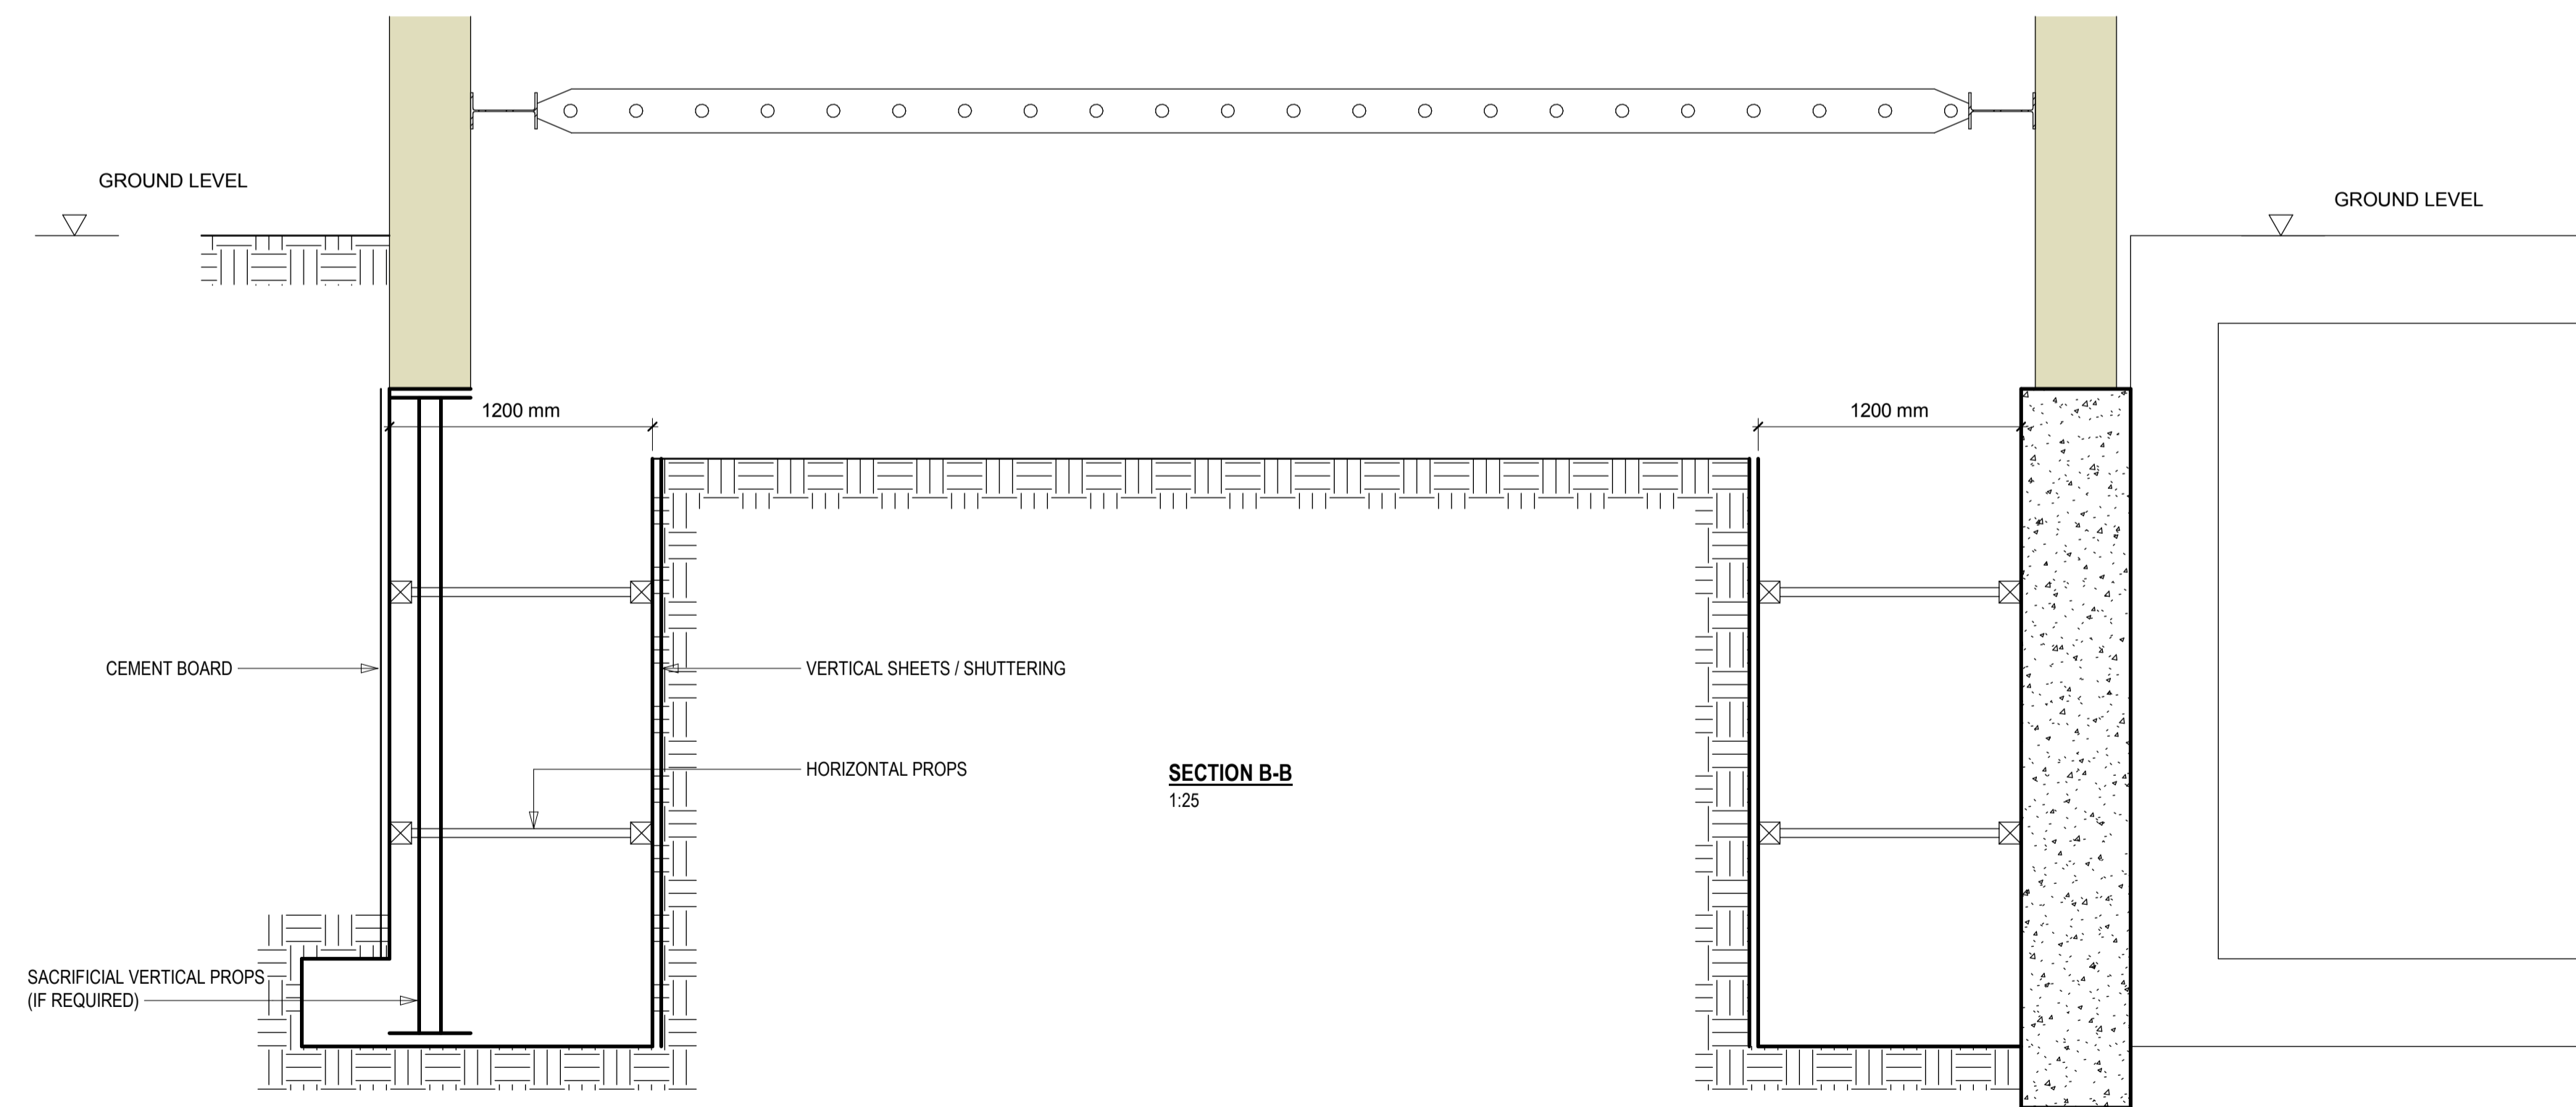 GROUND LEVEL
GROUND LEVEL
1200 mm
1200 mm
CEMENT BOARD
VERTICAL SHEETS / SHUTTERING
HORIZONTAL PROPS
SECTION B-B
1:25
SACRIFICIAL VERTICAL PROPS
(IF REQUIRED)